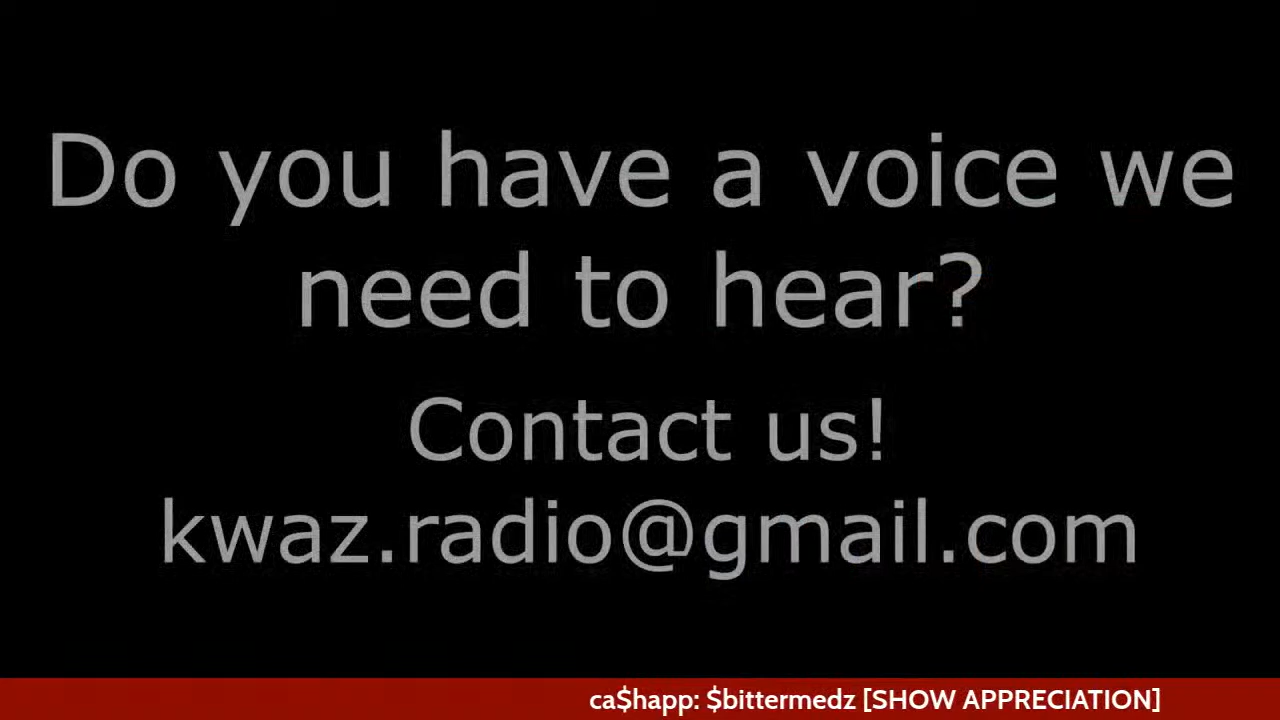 Do you have a voice we
need to hear?
Contact us!
kwaz.radio@gmail.com
ca$happ: $bittermedz [SHOW APPRECIATION]